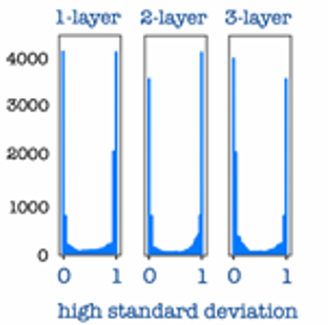 1-layer 2-layer 3-layer
4000
3000
2000
1000
0
0 1 0 1 0 1
high standard deviation